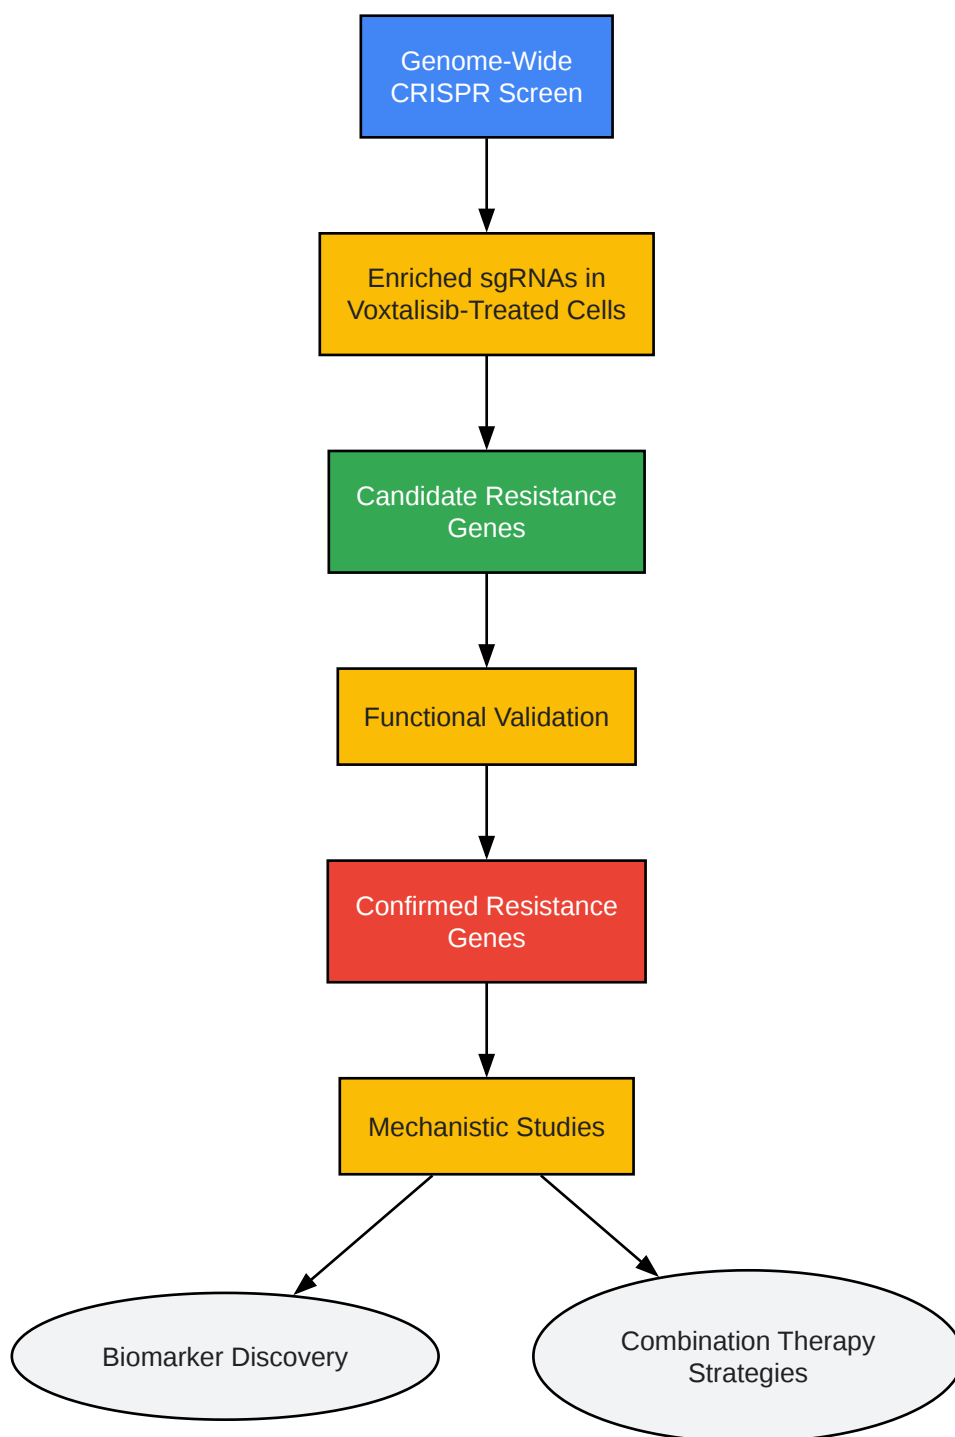 Genome-Wide
CRISPR Screen
Enriched sgRNAs in
Voxtalisib-Treated Cells
Candidate Resistance
Genes
Functional Validation
Confirmed Resistance
Genes
Mechanistic Studies
Biomarker Discovery
Combination Therapy
Strategies